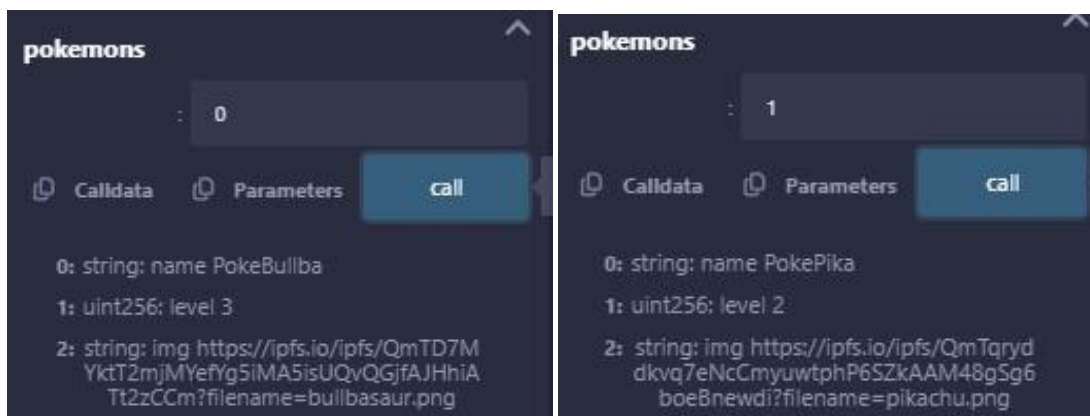 pokemons
: 0
Calldata Parameters call
0: string: name PokeBullba
1: uint256: level 3
2: string: img https://ipfs.io/ipfs/QmTD7M
YktT2mjMYefYg5iMA5isUQvQGjfAJHhiA
Tt2zCCm?filename=bullbasaur.png
pokemons
: 1
Calldata Parameters call
0: string: name PokePika
1: uint256: level 2
2: string: img https://ipfs.io/ipfs/QmTqryd
dkvq7eNcCmyuwtphP6SZkAAM48gSg6
boeBnewdi?filename=pikachu.png